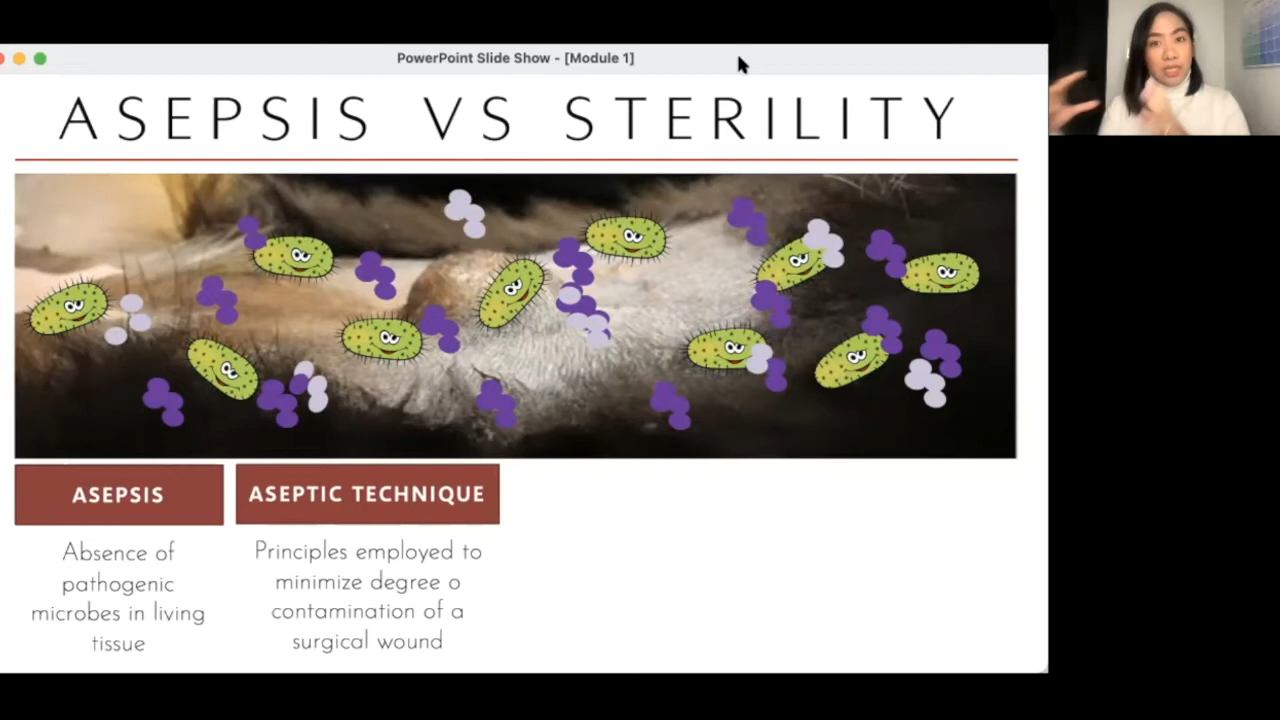 PowerPoint Slide Show - [Module 1]
ASEPSIS VS STERILITY
ASEPSIS
Absence of
pathogenic
microbes in living
tissue
ASEPTIC TECHNIQUE
Principles employed to
minimize degree o
contamination of a
surgical wound